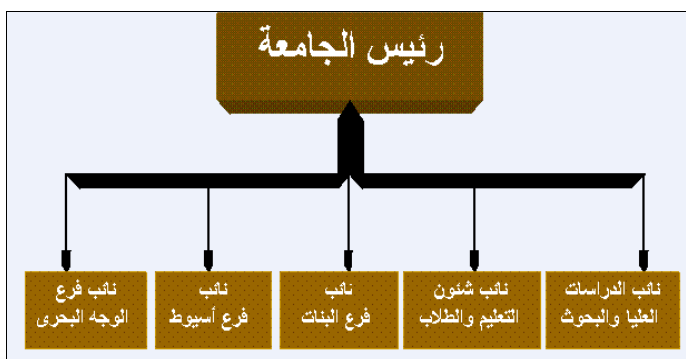 رئيس الجامعة
نائب الدراسات
العليا والبحوث
نائب شئون
التعليم والطلاب
نائب
فرع البنات
نائب
فرع أسيوط
نائب فرع
الوجه البحرى